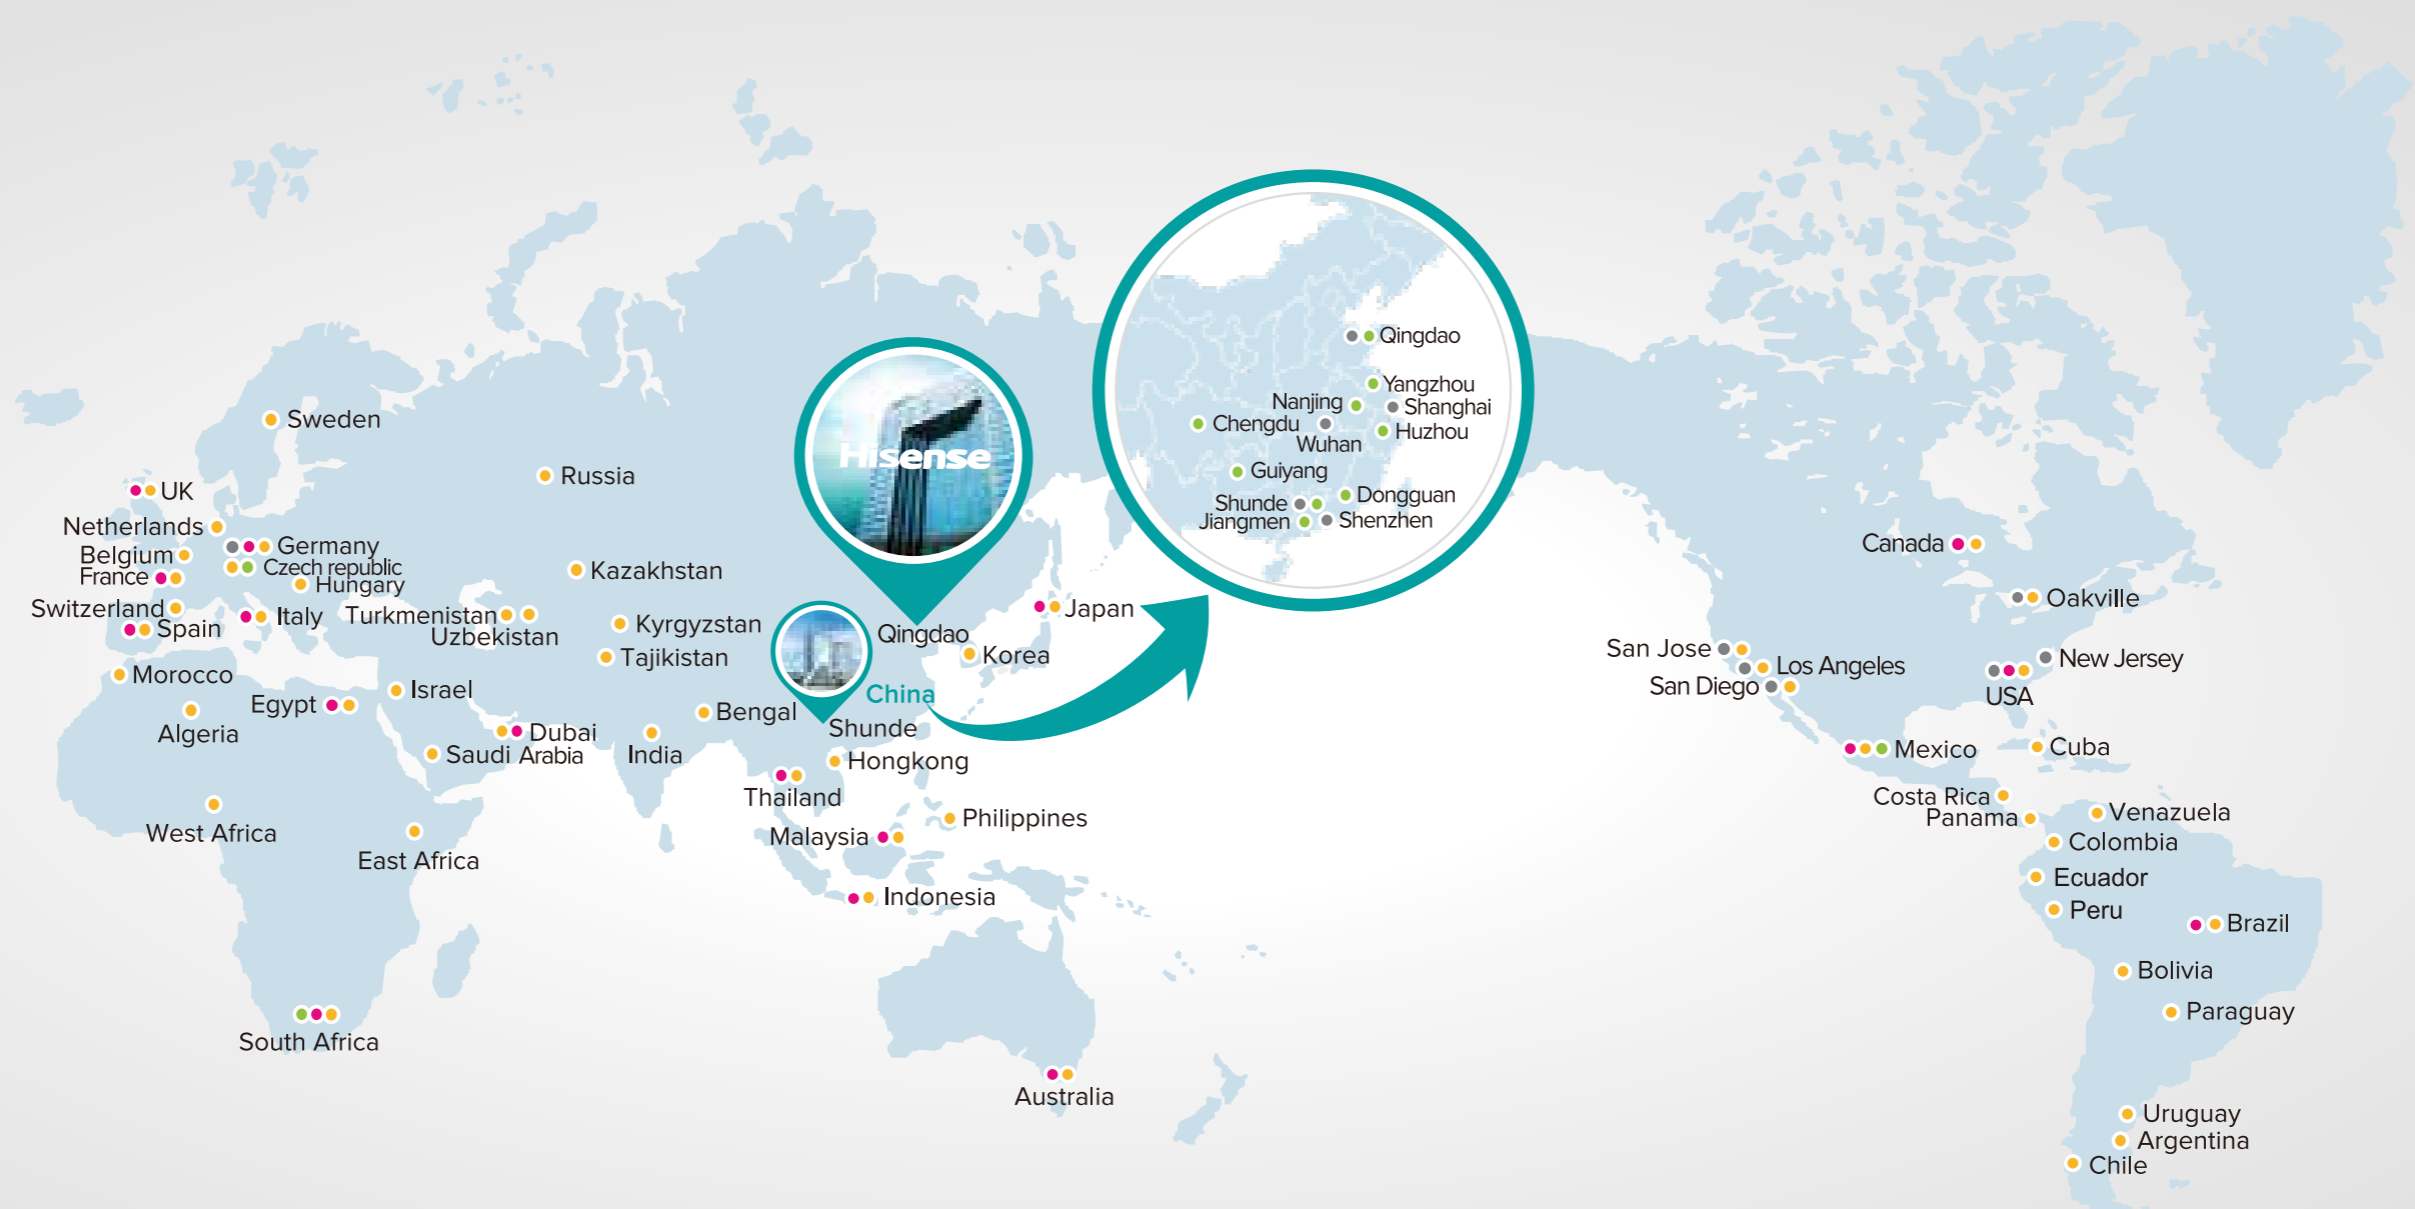 Sweden
Russia
UK
Netherlands
Germany
Belgium
Czech republic
France
Hungary
Switzerland
Italy
Spain
Turkmenistan
Uzbekistan
Kazakhstan
Kyrgyzstan
Tajikistan
Morocco
Algeria
Egypt
Israel
Dubai
Saudi Arabia
India
Bengal
West Africa
East Africa
South Africa
Hisense
Qingdao
China
Shunde
Hongkong
Korea
Japan
Thailand
Philippines
Malaysia
Indonesia
Australia
Qingdao
Yangzhou
Nanjing
Shanghai
Chengdu
Wuhan
Huzhou
Guiyang
Dongguan
Shunde
Jiangmen
Shenzhen
Canada
Oakville
San Jose
Los Angeles
San Diego
New Jersey
USA
Mexico
Cuba
Costa Rica
Panama
Venazuela
Colombia
Ecuador
Peru
Brazil
Bolivia
Paraguay
Uruguay
Argentina
Chile